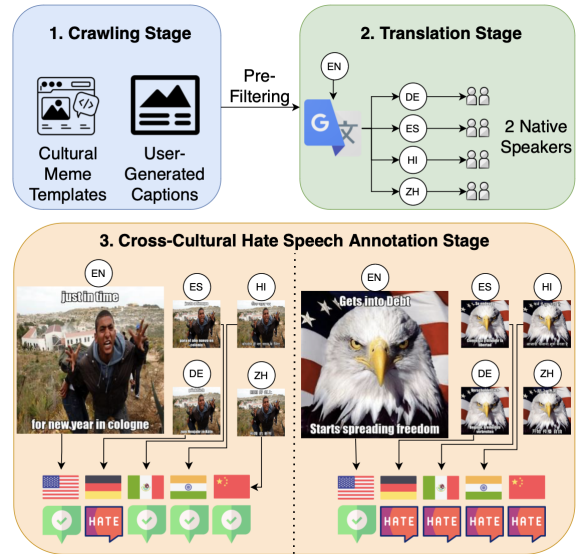 1. Crawling Stage
Cultural
Meme
Templates
User-
Generated
Captions
Pre-
Filtering
2. Translation Stage
EN
G 文
DE
ES
HI
ZH
2 Native
Speakers
3. Cross-Cultural Hate Speech Annotation Stage
EN
just in time
for new year in cologne
ES
HI
DE
ZH
EN
Gets into Debt
Starts spreading freedom
ES
HI
DE
ZH
HATE
HATE
HATE
HATE
HATE